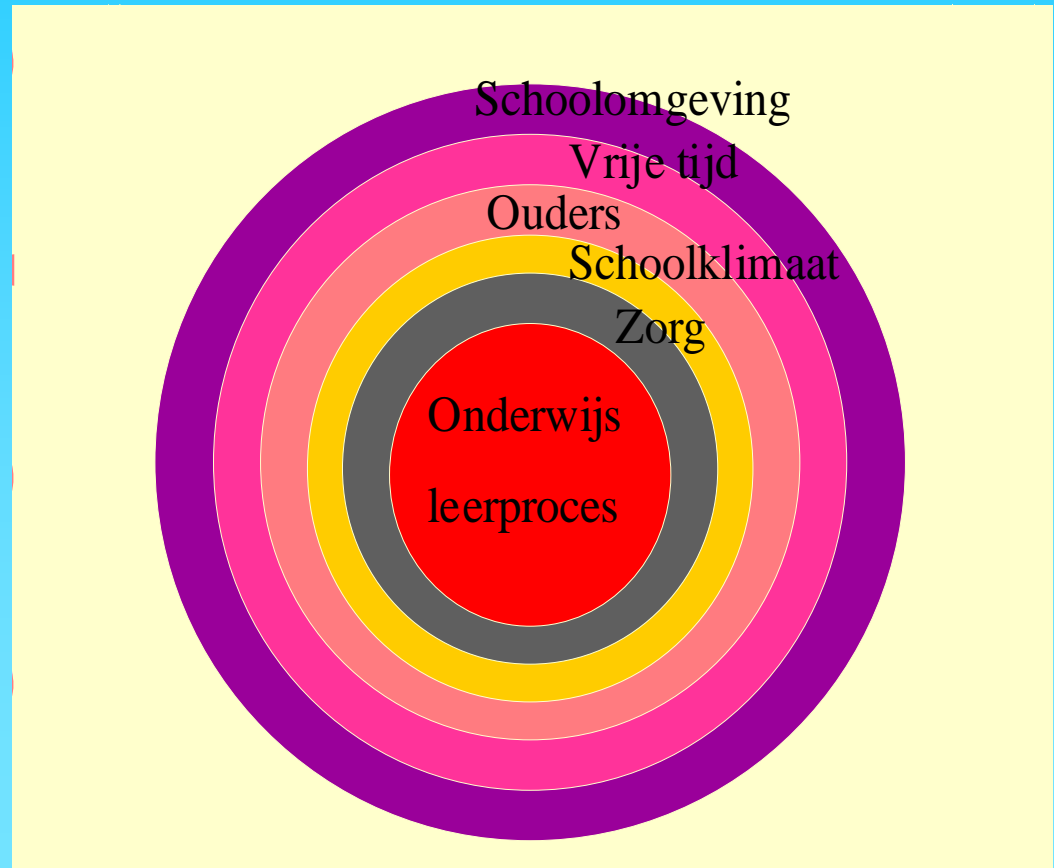 Schoolomgeving
Vrije tijd
Ouders
Schoolklimaat
Zorg
Onderwijs
leerproces